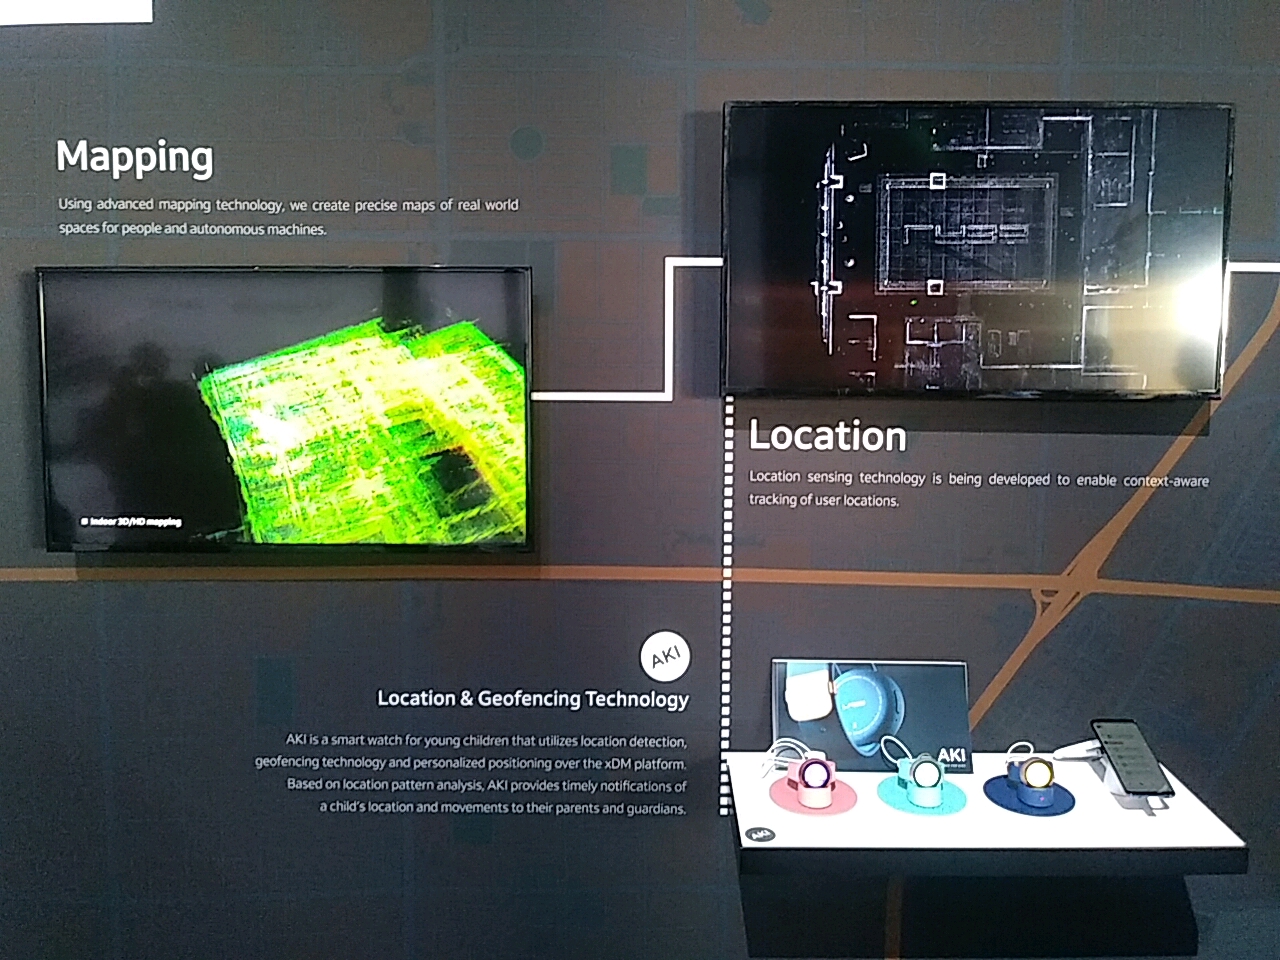 Mapping
Using advanced mapping technology, we create precise maps of real world
spaces for people and autonomous machines.
Indoor 3D/HD mapping
Location
Location sensing technology is being developed to enable context-aware
tracking of user locations.
AKI
Location & Geofencing Technology
AKI is a smart watch for young children that utilizes location detection,
geofencing technology and personalized positioning over the xDM platform.
Based on location pattern analysis, AKI provides timely notifications of
a child's location and movements to their parents and guardians.
AKI
AKI